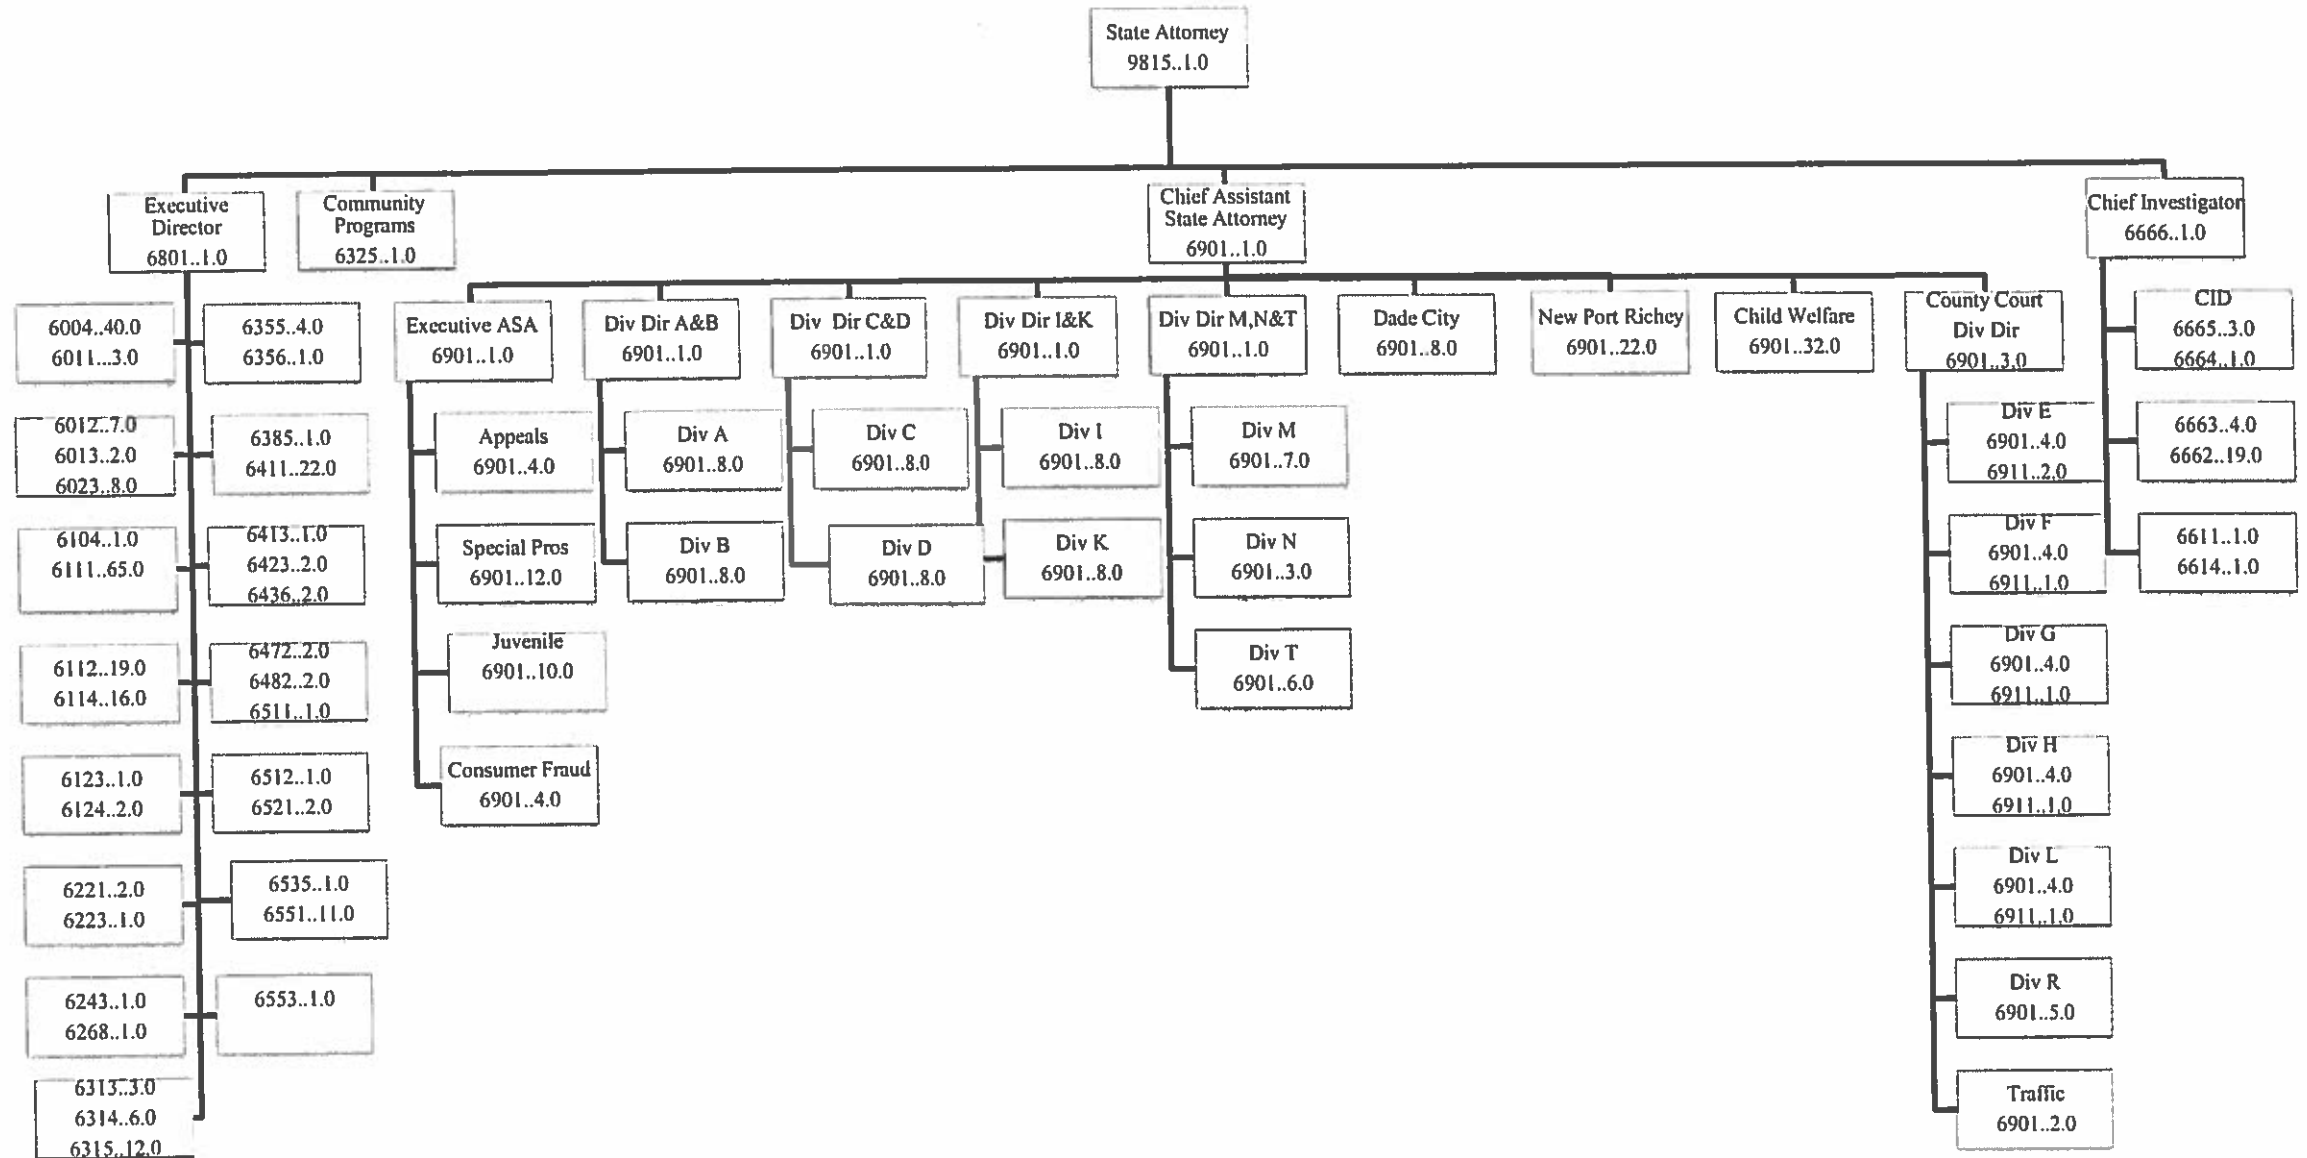 State Attorney
9815..1.0
Executive
Director
6801..1.0
Community
Programs
6325..1.0
Chief Assistant
State Attorney
6901..1.0
Chief Investigator
6666..1.0
6004..40.0
6011...3.0
6355..4.0
6356..1.0
6012..7.0
6013..2.0
6023..8.0
6385..1.0
6411..22.0
6104..1.0
6111..65.0
6413..1.0
6423..2.0
6436..2.0
6112..19.0
6114..16.0
6472..2.0
6482..2.0
6511..1.0
6123..1.0
6124..2.0
6512..1.0
6521..2.0
6221..2.0
6223..1.0
6535..1.0
6551..11.0
6243..1.0
6268..1.0
6553..1.0
6313..3.0
6314..6.0
6315..12.0
Executive ASA
6901..1.0
Appeals
6901..4.0
Special Pros
6901..12.0
Juvenile
6901..10.0
Consumer Fraud
6901..4.0
Div Dir A&B
6901..1.0
Div A
6901..8.0
Div B
6901..8.0
Div Dir C&D
6901..1.0
Div C
6901..8.0
Div D
6901..8.0
Div Dir I&K
6901..1.0
Div I
6901..8.0
Div K
6901..8.0
Div Dir M,N&T
6901..1.0
Div M
6901..7.0
Div N
6901..3.0
Div T
6901..6.0
Dade City
6901..8.0
New Port Richey
6901..22.0
Child Welfare
6901..32.0
County Court
Div Dir
6901..3.0
Div E
6901..4.0
6911..2.0
Div F
6901..4.0
6911..1.0
Div G
6901..4.0
6911..1.0
Div H
6901..4.0
6911..1.0
Div L
6901..4.0
6911..1.0
Div R
6901..5.0
Traffic
6901..2.0
CID
6665..3.0
6664..1.0
6663..4.0
6662..19.0
6611..1.0
6614..1.0